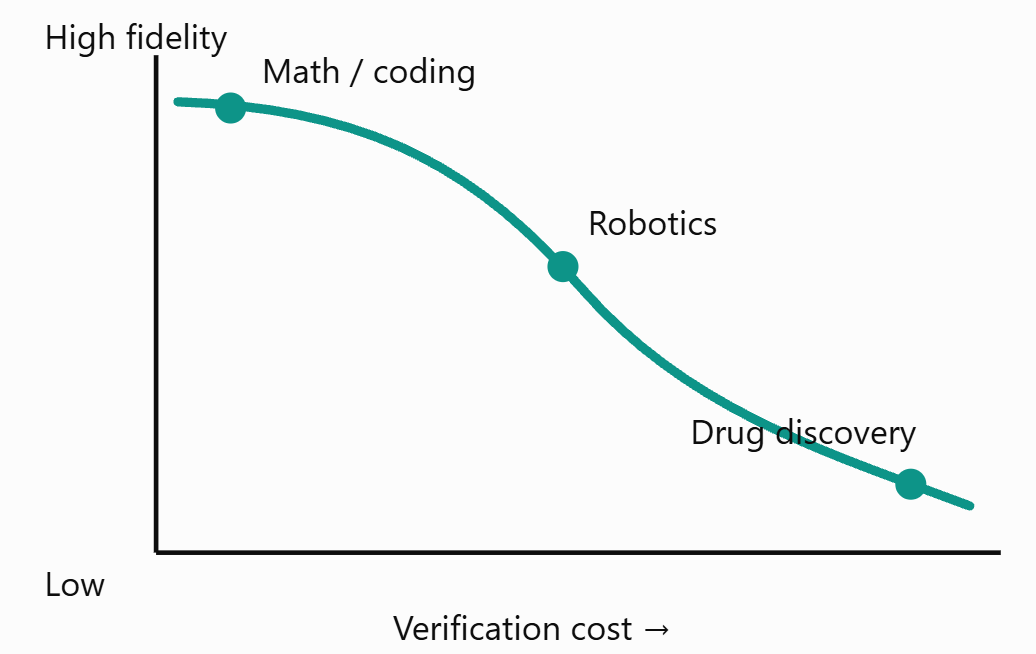 High fidelity
Math / coding
Robotics
Drug discovery
Low
Verification cost →